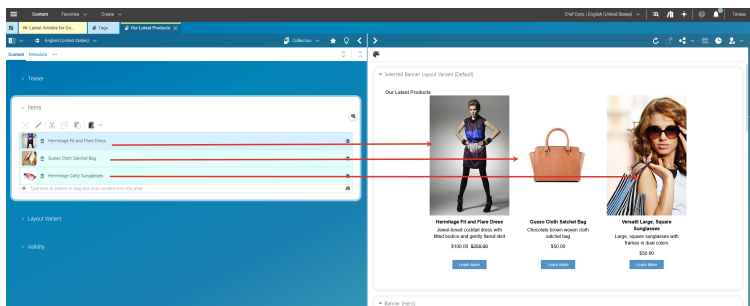 Content Favorites Create Chef Corp. | English (United States) Teresa
Latest Articles for Co... Tags Our Latest Products
English (United States) Collection
Content Metadata
Teaser
Items
Hermitage Fit and Flare Dress
Gusso Cloth Satchel Bag
Hermitage Catty Sunglasses
Type here to search or drag and drop content onto this area
Layout Variant
Validity
Selected Banner Layout Variant (Default)
Our Latest Products
Hermitage Fit and Flare Dress
Jewel-toned cocktail dress with
fitted bodice and gently flared skirt
$100.00 $250.00
Learn More
Gusso Cloth Satchel Bag
Chocolate brown woven cloth
satchel bag
$50.00
Learn More
Versatil Large, Square
Sunglasses
Large, square sunglasses with
frames in dual colors
$50.00
Learn More
Banner (Hero)